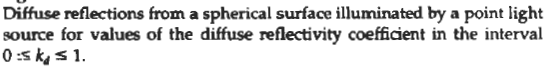 Diffuse reflections from a spherical surface illuminated by a point light
source for values of the diffuse reflectivity coefficient in the interval
0 :≤ k_d ≤ 1.